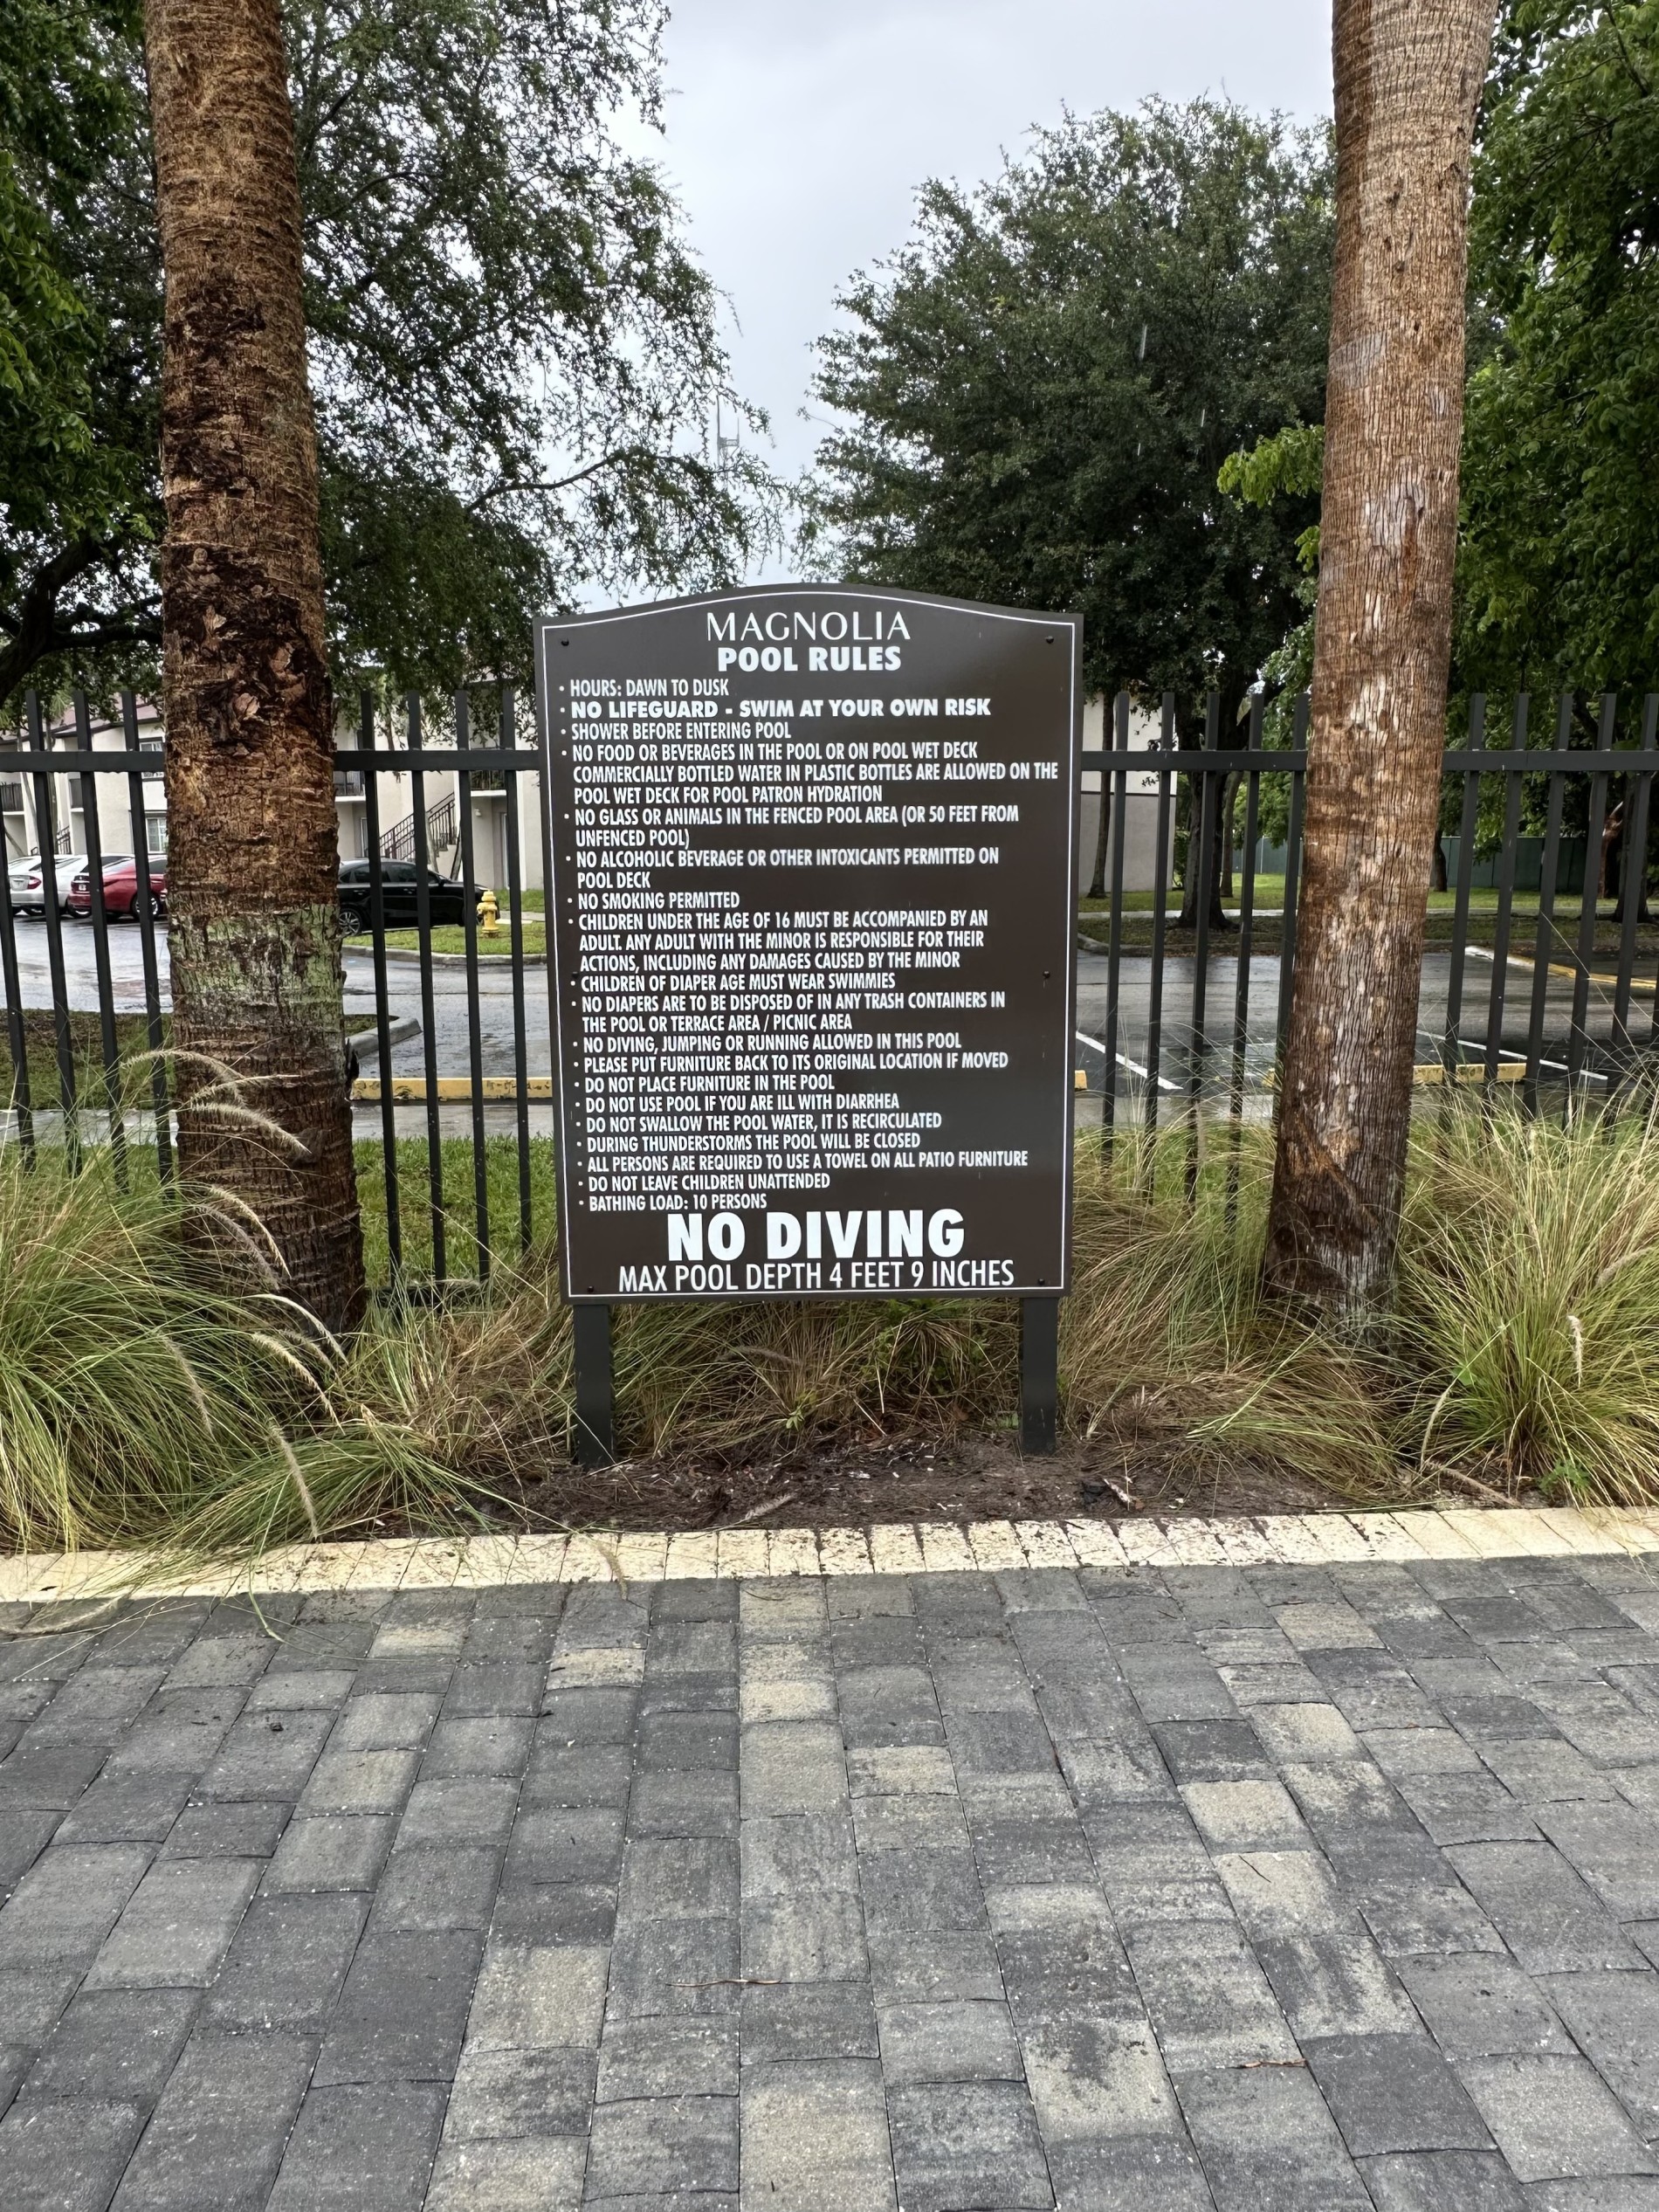 MAGNOLIA
POOL RULES
• HOURS: DAWN TO DUSK
• NO LIFEGUARD - SWIM AT YOUR OWN RISK
• SHOWER BEFORE ENTERING POOL
• NO FOOD OR BEVERAGES IN THE POOL OR ON POOL WET DECK
COMMERCIALLY BOTTLED WATER IN PLASTIC BOTTLES ARE ALLOWED ON THE
POOL WET DECK FOR POOL PATRON HYDRATION
• NO GLASS OR ANIMALS IN THE FENCED POOL AREA (OR 50 FEET FROM
UNFENCED POOL)
• NO ALCOHOLIC BEVERAGE OR OTHER INTOXICANTS PERMITTED ON
POOL DECK
• NO SMOKING PERMITTED
• CHILDREN UNDER THE AGE OF 16 MUST BE ACCOMPANIED BY AN
ADULT. ANY ADULT WITH THE MINOR IS RESPONSIBLE FOR THEIR
ACTIONS, INCLUDING ANY DAMAGES CAUSED BY THE MINOR
• CHILDREN OF DIAPER AGE MUST WEAR SWIMMIES
• NO DIAPERS ARE TO BE DISPOSED OF IN ANY TRASH CONTAINERS IN
THE POOL OR TERRACE AREA / PICNIC AREA
• NO DIVING, JUMPING OR RUNNING ALLOWED IN THIS POOL
• PLEASE PUT FURNITURE BACK TO ITS ORIGINAL LOCATION IF MOVED
• DO NOT PLACE FURNITURE IN THE POOL
• DO NOT USE POOL IF YOU ARE ILL WITH DIARRHEA
• DO NOT SWALLOW THE POOL WATER, IT IS RECIRCULATED
• DURING THUNDERSTORMS THE POOL WILL BE CLOSED
• ALL PERSONS ARE REQUIRED TO USE A TOWEL ON ALL PATIO FURNITURE
• DO NOT LEAVE CHILDREN UNATTENDED
• BATHING LOAD: 10 PERSONS
NO DIVING
MAX POOL DEPTH 4 FEET 9 INCHES